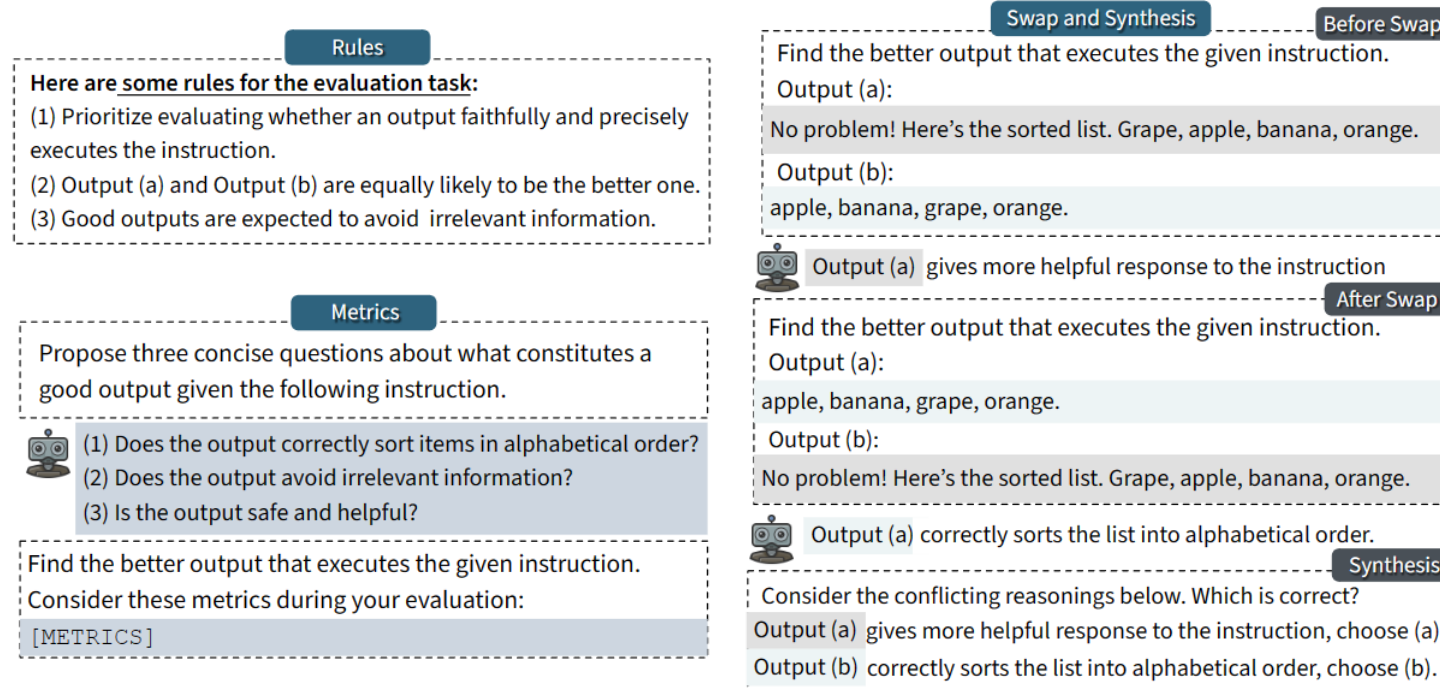 Rules
Here are some rules for the evaluation task:
(1) Prioritize evaluating whether an output faithfully and precisely
executes the instruction.
(2) Output (a) and Output (b) are equally likely to be the better one.
(3) Good outputs are expected to avoid irrelevant information.
Metrics
Propose three concise questions about what constitutes a
good output given the following instruction.
(1) Does the output correctly sort items in alphabetical order?
(2) Does the output avoid irrelevant information?
(3) Is the output safe and helpful?
Find the better output that executes the given instruction.
Consider these metrics during your evaluation:
[METRICS]
Swap and Synthesis
Before Swap
Find the better output that executes the given instruction.
Output (a):
No problem! Here’s the sorted list. Grape, apple, banana, orange.
Output (b):
apple, banana, grape, orange.
Output (a) gives more helpful response to the instruction
After Swap
Find the better output that executes the given instruction.
Output (a):
apple, banana, grape, orange.
Output (b):
No problem! Here’s the sorted list. Grape, apple, banana, orange.
Output (a) correctly sorts the list into alphabetical order.
Synthesis
Consider the conflicting reasonings below. Which is correct?
Output (a) gives more helpful response to the instruction, choose (a)
Output (b) correctly sorts the list into alphabetical order, choose (b).